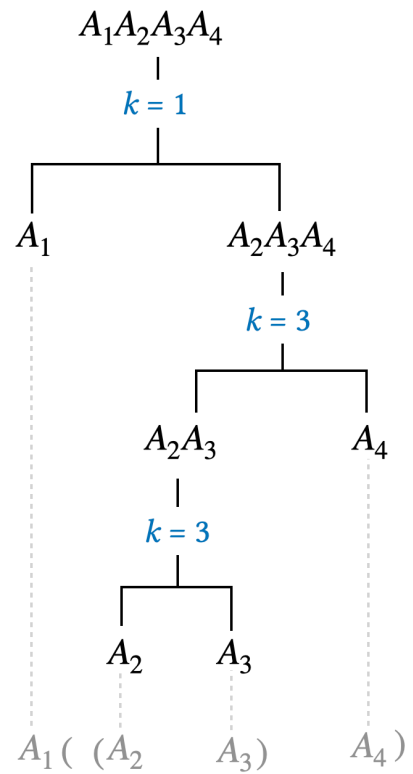 A₁A₂A₃A₄
k = 1
A₁ A₂A₃A₄
k = 3
A₂A₃ A₄
k = 3
A₂ A₃
A₁ ( (A₂ A₃) A₄ )